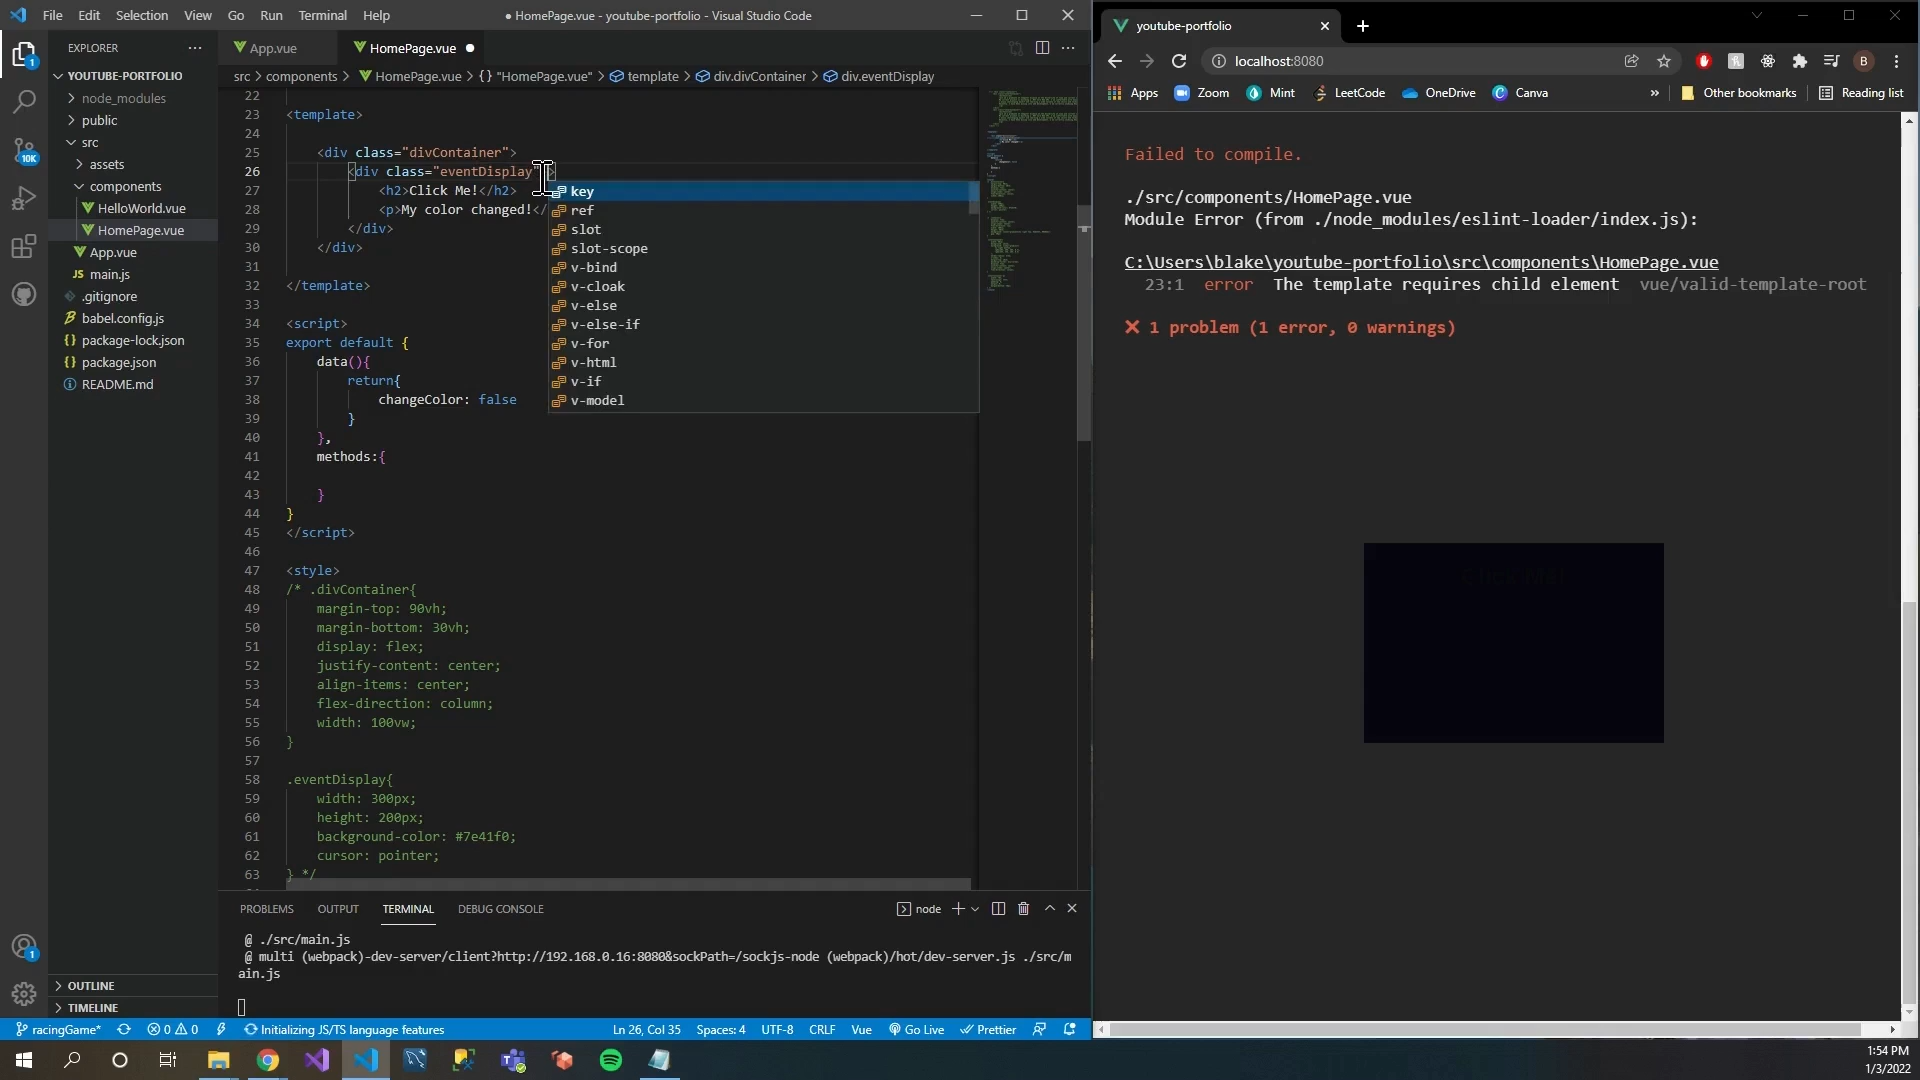 File Edit Selection View Go Run Terminal Help
● HomePage.vue - youtube-portfolio - Visual Studio Code
EXPLORER
YOUTUBE-PORTFOLIO
node_modules
public
src
assets
components
HelloWorld.vue
HomePage.vue
App.vue
JS main.js
.gitignore
babel.config.js
{} package-lock.json
{} package.json
README.md
OUTLINE
TIMELINE
1
10K
1
App.vue
HomePage.vue
src > components > HomePage.vue > {} "HomePage.vue" > template > div.divContainer > div.eventDisplay
22
23 <template>
24
25 <div class="divContainer">
26 <div class="eventDisplay" >
27 <h2>Click Me!</h2>
28 <p>My color changed!</
29 </div>
30 </div>
31
32 </template>
33
34 <script>
35 export default {
36 data(){
37 return{
38 changeColor: false
39 }
40 },
41 methods:{
42
43 }
44 }
45 </script>
46
47 <style>
48 /* .divContainer{
49 margin-top: 90vh;
50 margin-bottom: 30vh;
51 display: flex;
52 justify-content: center;
53 align-items: center;
54 flex-direction: column;
55 width: 100vw;
56 }
57
58 .eventDisplay{
59 width: 300px;
60 height: 200px;
61 background-color: #7e41f0;
62 cursor: pointer;
63 } */
key
ref
slot
slot-scope
v-bind
v-cloak
v-else
v-else-if
v-for
v-html
v-if
v-model
PROBLEMS OUTPUT TERMINAL DEBUG CONSOLE
node
@ ./src/main.js
@ multi (webpack)-dev-server/client?http://192.168.0.16:8080&sockPath=/sockjs-node (webpack)/hot/dev-server.js ./src/m
ain.js
racingGame* 0 0 Initializing JS/TS language features
Ln 26, Col 35 Spaces: 4 UTF-8 CRLF Vue Go Live Prettier
youtube-portfolio
localhost:8080
B
Apps Zoom Mint LeetCode OneDrive Canva » Other bookmarks Reading list
Failed to compile.
./src/components/HomePage.vue
Module Error (from ./node_modules/eslint-loader/index.js):
C:\Users\blake\youtube-portfolio\src\components\HomePage.vue
23:1 error The template requires child element vue/valid-template-root
✖ 1 problem (1 error, 0 warnings)
Click Me!
1:54 PM
1/3/2022